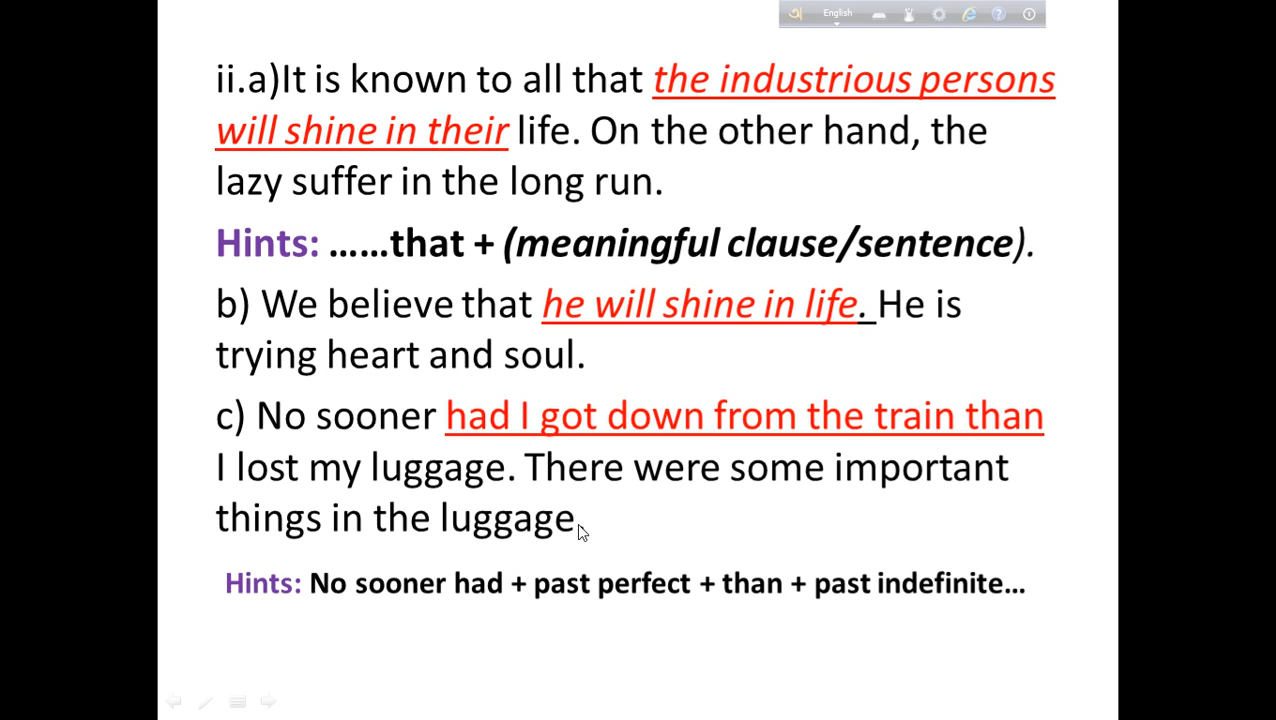 অ English
ii.a)It is known to all that the industrious persons
will shine in their life. On the other hand, the
lazy suffer in the long run.
Hints: ……that + (meaningful clause/sentence).
b) We believe that he will shine in life. He is
trying heart and soul.
c) No sooner had I got down from the train than
I lost my luggage. There were some important
things in the luggage.
Hints: No sooner had + past perfect + than + past indefinite…